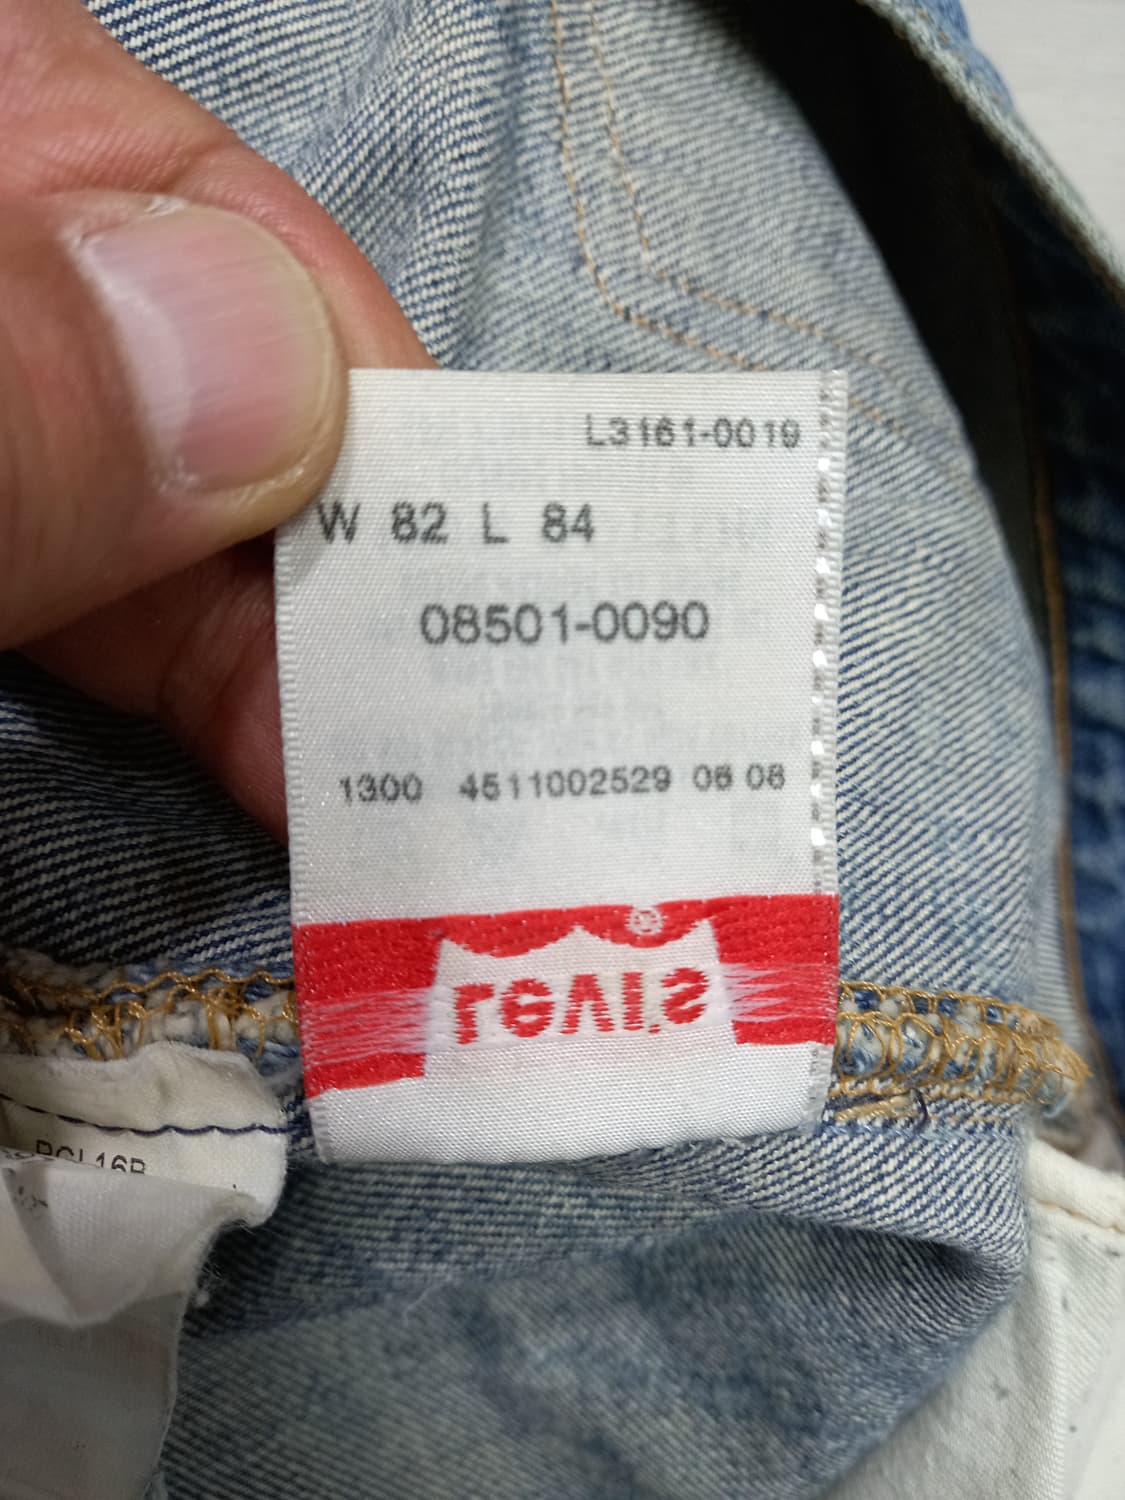 L3161-0019
W 82 L 84
08501-0090
1300 4511002529 06 08
Levi's
®